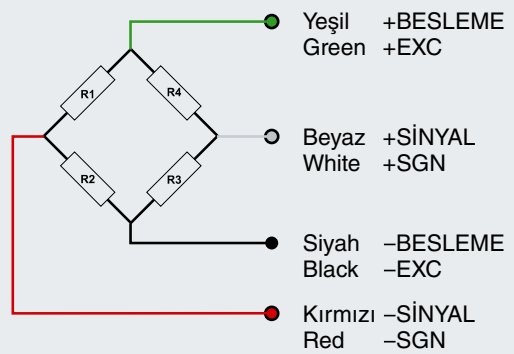 Yeşil +BESLEME
Green +EXC
R1
R4
Beyaz +SİNYAL
White +SGN
R2
R3
Siyah –BESLEME
Black –EXC
Kırmızı –SİNYAL
Red –SGN